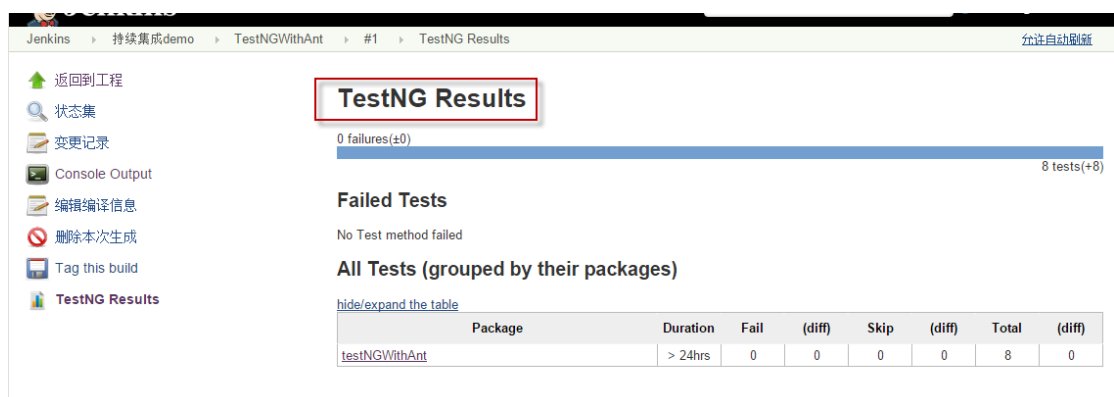 Jenkins
Jenkins 持续集成demo TestNGWithAnt #1 TestNG Results 允许自动刷新
返回到工程
状态集
变更记录
Console Output
编辑编译信息
删除本次生成
Tag this build
TestNG Results
TestNG Results
0 failures(±0)
8 tests(+8)
Failed Tests
No Test method failed
All Tests (grouped by their packages)
hide/expand the table
Package Duration Fail (diff) Skip (diff) Total (diff)
testNGWithAnt > 24hrs 0 0 0 0 8 0